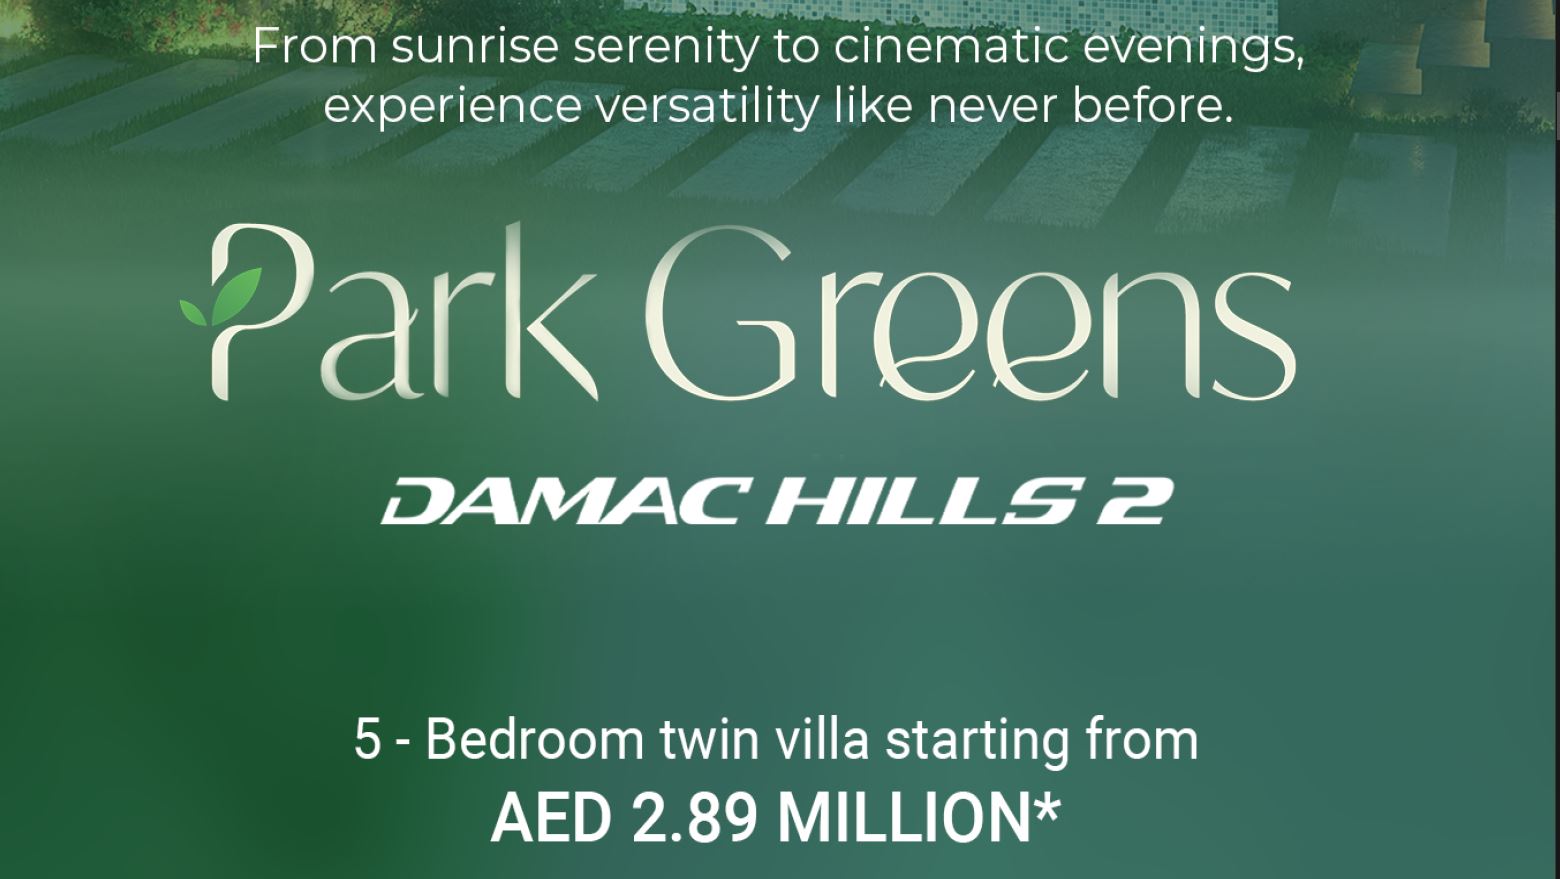 From sunrise serenity to cinematic evenings,
experience versatility like never before.
Park Greens
DAMAC HILLS 2
5 - Bedroom twin villa starting from
AED 2.89 MILLION*